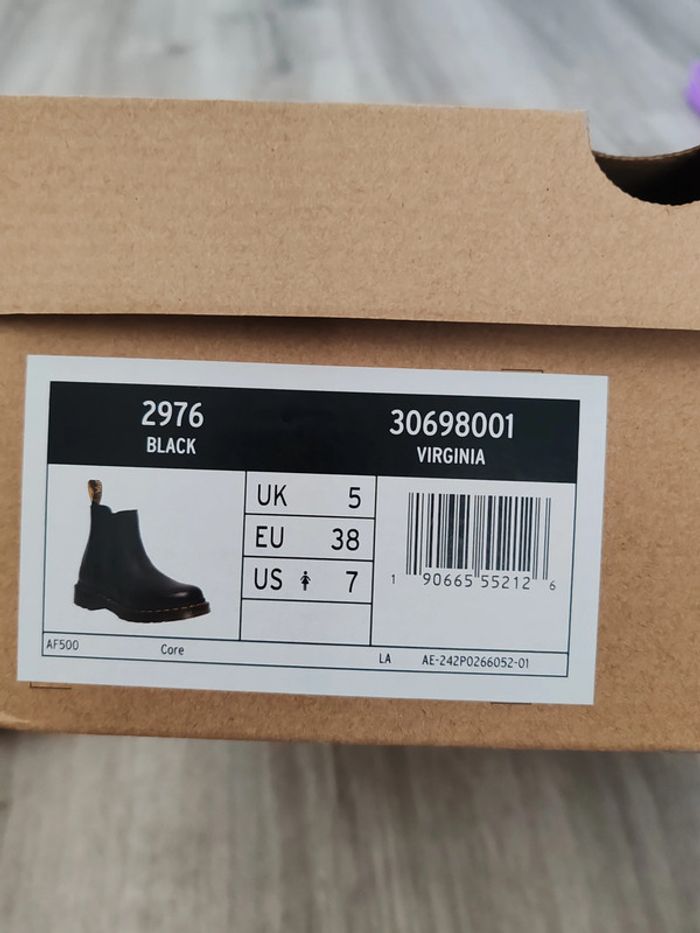 2976
BLACK
30698001
VIRGINIA
UK 5
EU 38
US 7
1 90665 55212 6
AF500 Core LA AE-242P0266052-01